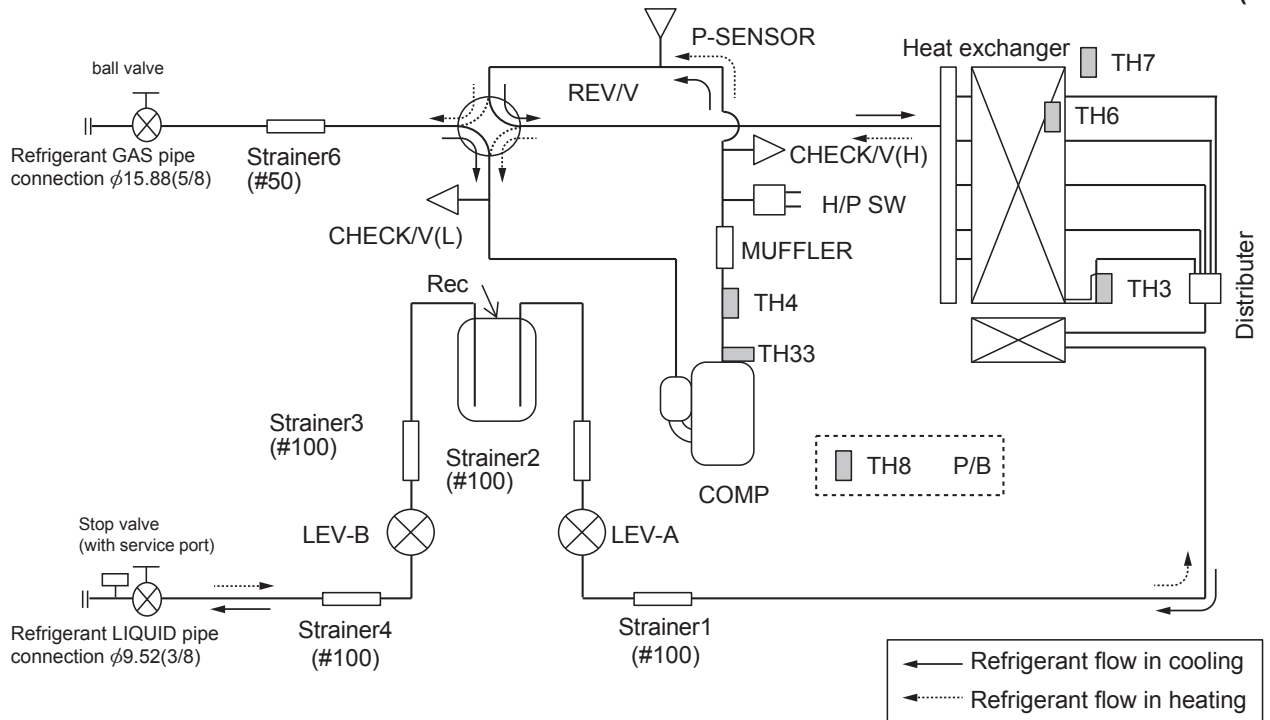 (
P-SENSOR
Heat exchanger
TH7
ball valve
REV/V
TH6
Refrigerant GAS pipe
connection ϕ15.88(5/8)
Strainer6
(#50)
CHECK/V(H)
H/P SW
CHECK/V(L)
MUFFLER
Rec
TH4
TH3
Distributer
TH33
Strainer3
(#100)
Strainer2
(#100)
TH8
P/B
COMP
Stop valve
(with service port)
LEV-B
LEV-A
Refrigerant LIQUID pipe
connection ϕ9.52(3/8)
Strainer4
(#100)
Strainer1
(#100)
Refrigerant flow in cooling
Refrigerant flow in heating